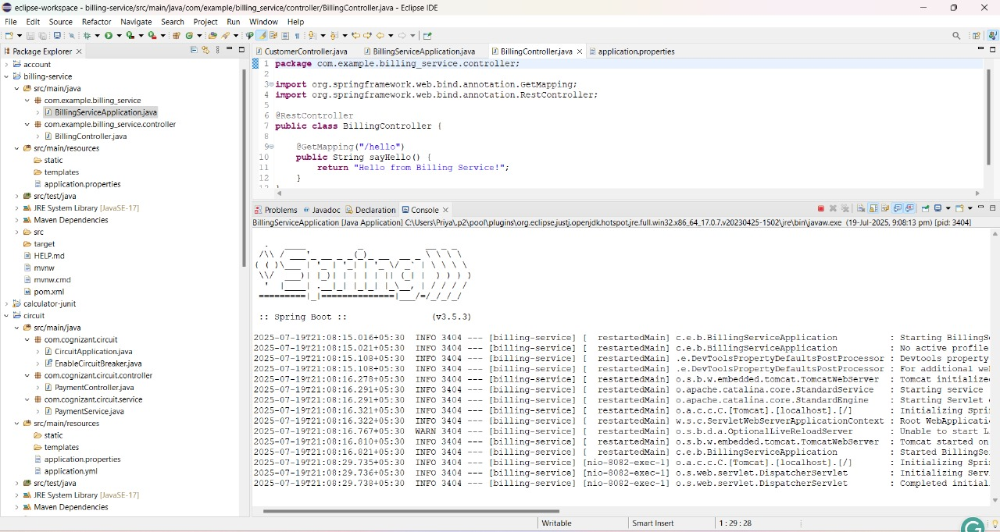 eclipse-workspace - billing-service/src/main/java/com/example/billing_service/controller/BillingController.java - Eclipse IDE
File Edit Source Refactor Navigate Search Project Run Window Help
Package Explorer
account
billing-service
src/main/java
com.example.billing_service
BillingServiceApplication.java
com.example.billing_service.controller
BillingController.java
src/main/resources
static
templates
application.properties
src/test/java
JRE System Library [JavaSE-17]
Maven Dependencies
src
target
HELP.md
mvnw
mvnw.cmd
pom.xml
calculator-junit
circuit
src/main/java
com.cognizant.circuit
CircuitApplication.java
EnableCircuitBreaker.java
com.cognizant.circuit.controller
PaymentController.java
com.cognizant.circuit.service
PaymentService.java
src/main/resources
static
templates
application.properties
application.yml
src/test/java
JRE System Library [JavaSE-17]
Maven Dependencies
CustomerController.java BillingServiceApplication.java BillingController.java application.properties
1 package com.example.billing_service.controller;
2
3 import org.springframework.web.bind.annotation.GetMapping;
4 import org.springframework.web.bind.annotation.RestController;
5
6 @RestController
7 public class BillingController {
8
9 @GetMapping("/hello")
10 public String sayHello() {
11 return "Hello from Billing Service!";
12 }
Problems Javadoc Declaration Console
BillingServiceApplication [Java Application] C:\Users\Priya\.p2\pool\plugins\org.eclipse.justj.openjdk.hotspot.jre.full.win32.x86_64_17.0.7.v20230425-1502\jre\bin\javaw.exe (19-Jul-2025, 9:08:13 pm) [pid: 3404]
:: Spring Boot :: (v3.5.3)
2025-07-19T21:08:15.016+05:30 INFO 3404 --- [billing-service] [ restartedMain] c.e.b.BillingServiceApplication : Starting BillingS
2025-07-19T21:08:15.021+05:30 INFO 3404 --- [billing-service] [ restartedMain] c.e.b.BillingServiceApplication : No active profile
2025-07-19T21:08:15.108+05:30 INFO 3404 --- [billing-service] [ restartedMain] .e.DevToolsPropertyDefaultsPostProcessor : Devtools property
2025-07-19T21:08:15.108+05:30 INFO 3404 --- [billing-service] [ restartedMain] .e.DevToolsPropertyDefaultsPostProcessor : For additional we
2025-07-19T21:08:16.278+05:30 INFO 3404 --- [billing-service] [ restartedMain] o.s.b.w.embedded.tomcat.TomcatWebServer : Tomcat initialize
2025-07-19T21:08:16.291+05:30 INFO 3404 --- [billing-service] [ restartedMain] o.apache.catalina.core.StandardService : Starting service
2025-07-19T21:08:16.291+05:30 INFO 3404 --- [billing-service] [ restartedMain] o.apache.catalina.core.StandardEngine : Starting Servlet
2025-07-19T21:08:16.321+05:30 INFO 3404 --- [billing-service] [ restartedMain] o.a.c.c.C.[Tomcat].[localhost].[/] : Initializing Spri
2025-07-19T21:08:16.322+05:30 INFO 3404 --- [billing-service] [ restartedMain] w.s.c.ServletWebServerApplicationContext : Root WebApplicati
2025-07-19T21:08:16.767+05:30 WARN 3404 --- [billing-service] [ restartedMain] o.s.b.d.a.OptionalLiveReloadServer : Unable to start L
2025-07-19T21:08:16.810+05:30 INFO 3404 --- [billing-service] [ restartedMain] o.s.b.w.embedded.tomcat.TomcatWebServer : Tomcat started on
2025-07-19T21:08:16.821+05:30 INFO 3404 --- [billing-service] [ restartedMain] c.e.b.BillingServiceApplication : Started BillingSe
2025-07-19T21:08:29.735+05:30 INFO 3404 --- [billing-service] [nio-8082-exec-1] o.a.c.c.C.[Tomcat].[localhost].[/] : Initializing Spri
2025-07-19T21:08:29.736+05:30 INFO 3404 --- [billing-service] [nio-8082-exec-1] o.s.web.servlet.DispatcherServlet : Initializing Serv
2025-07-19T21:08:29.738+05:30 INFO 3404 --- [billing-service] [nio-8082-exec-1] o.s.web.servlet.DispatcherServlet : Completed initial
Writable Smart Insert 1 : 29 : 28